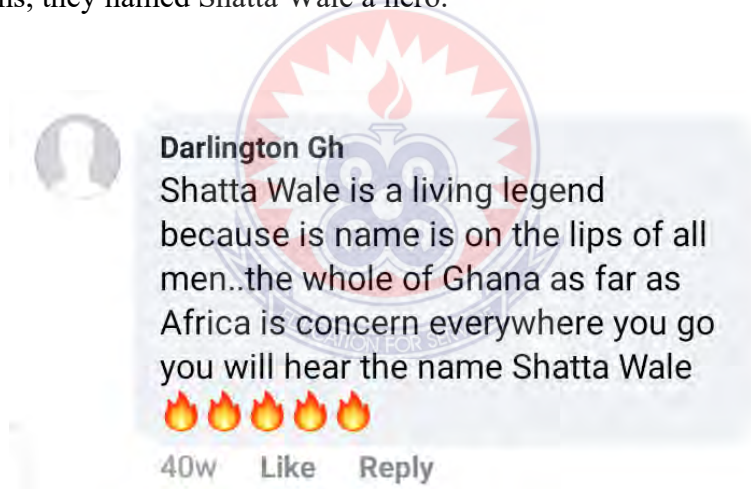 they named Shatta Wale a hero.
Darlington Gh
Shatta Wale is a living legend
because is name is on the lips of all
men..the whole of Ghana as far as
Africa is concern everywhere you go
you will hear the name Shatta Wale
🔥🔥🔥🔥🔥
40w Like Reply